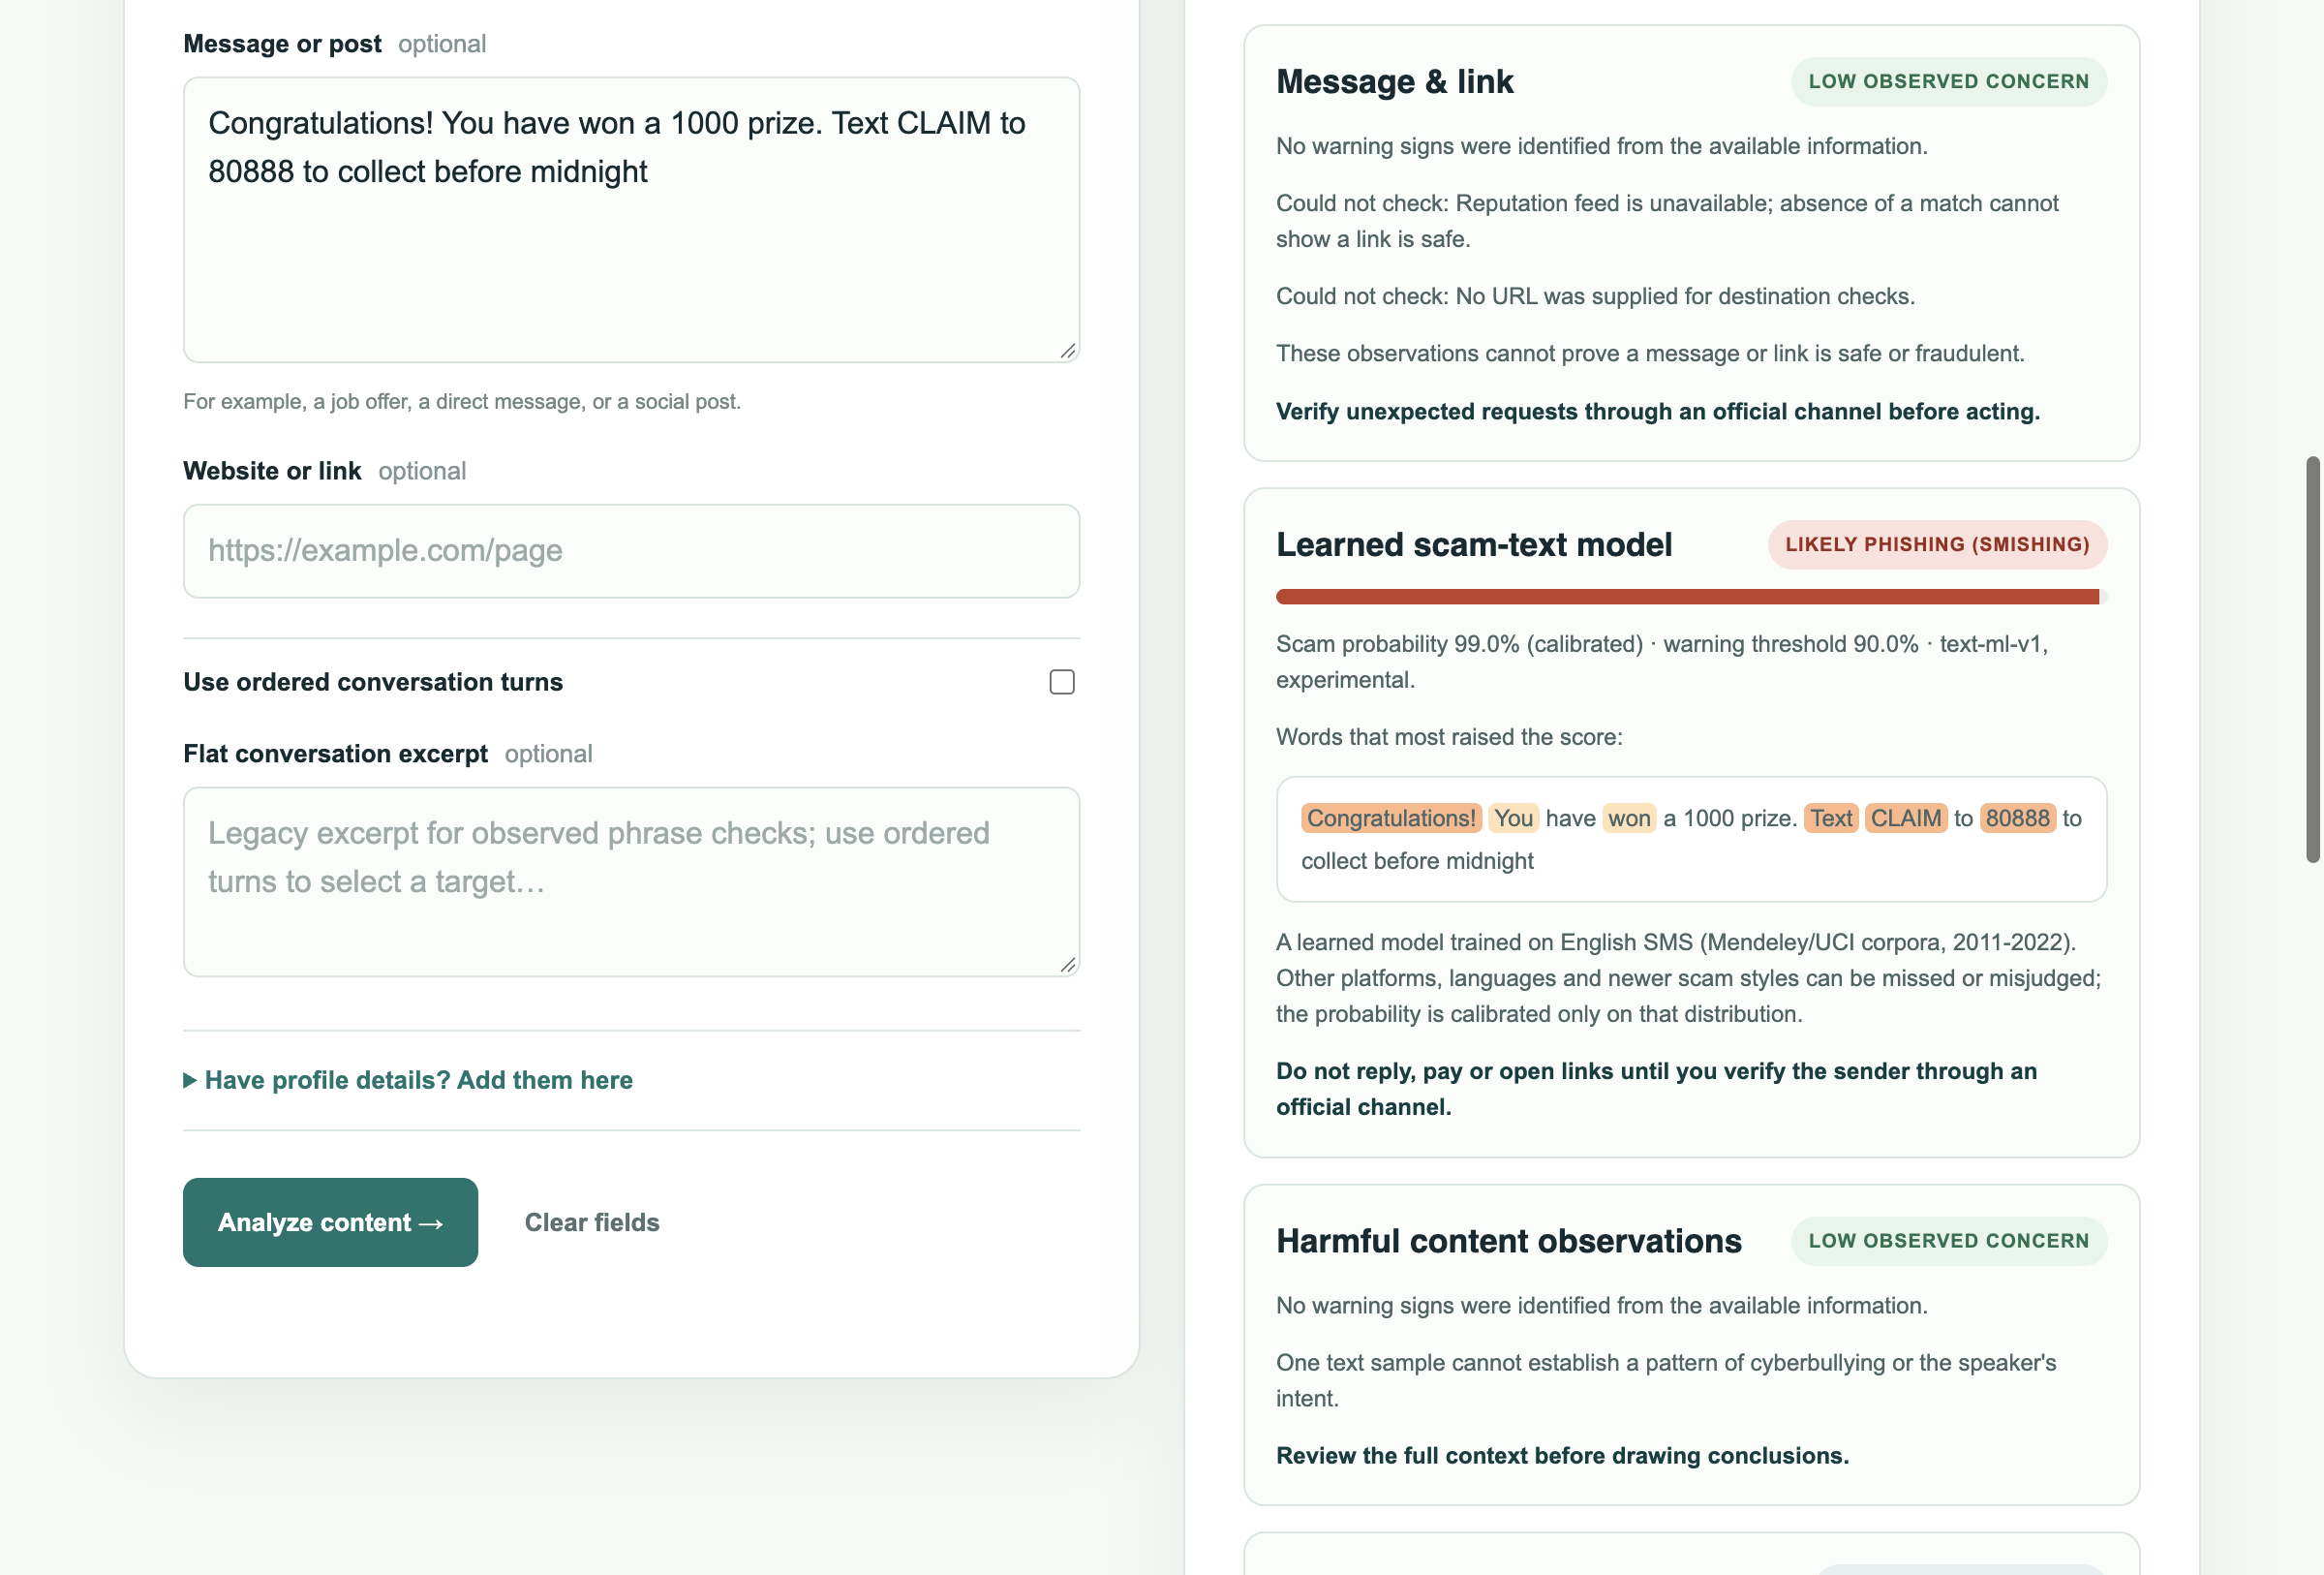 Message or post optional
Congratulations! You have won a 1000 prize. Text CLAIM to
80888 to collect before midnight
For example, a job offer, a direct message, or a social post.
Website or link optional
https://example.com/page
Use ordered conversation turns
Flat conversation excerpt optional
Legacy excerpt for observed phrase checks; use ordered
turns to select a target…
Have profile details? Add them here
Analyze content →
Clear fields
Message & link
LOW OBSERVED CONCERN
No warning signs were identified from the available information.
Could not check: Reputation feed is unavailable; absence of a match cannot
show a link is safe.
Could not check: No URL was supplied for destination checks.
These observations cannot prove a message or link is safe or fraudulent.
Verify unexpected requests through an official channel before acting.
Learned scam-text model
LIKELY PHISHING (SMISHING)
Scam probability 99.0% (calibrated) · warning threshold 90.0% · text-ml-v1,
experimental.
Words that most raised the score:
Congratulations! You have won a 1000 prize. Text CLAIM to 80888 to
collect before midnight
A learned model trained on English SMS (Mendeley/UCI corpora, 2011-2022).
Other platforms, languages and newer scam styles can be missed or misjudged;
the probability is calibrated only on that distribution.
Do not reply, pay or open links until you verify the sender through an
official channel.
Harmful content observations
LOW OBSERVED CONCERN
No warning signs were identified from the available information.
One text sample cannot establish a pattern of cyberbullying or the speaker's
intent.
Review the full context before drawing conclusions.